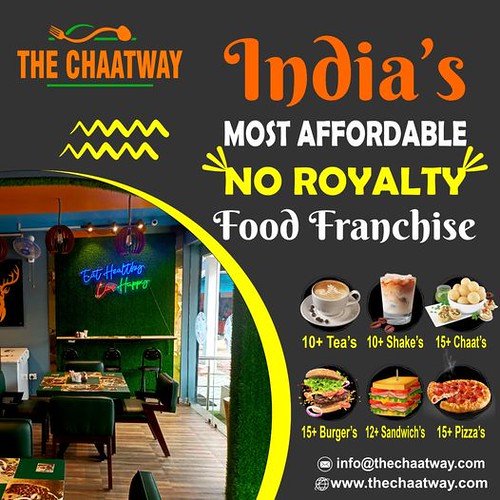 THE CHAATWAY
India's
MOST AFFORDABLE
NO ROYALTY
Food Franchise
Eat Healthy
Live Happy
10+ Tea's
10+ Shake's
15+ Chaat's
15+ Burger's
12+ Sandwich's
15+ Pizza's
info@thechaatway.com
www.thechaatway.com